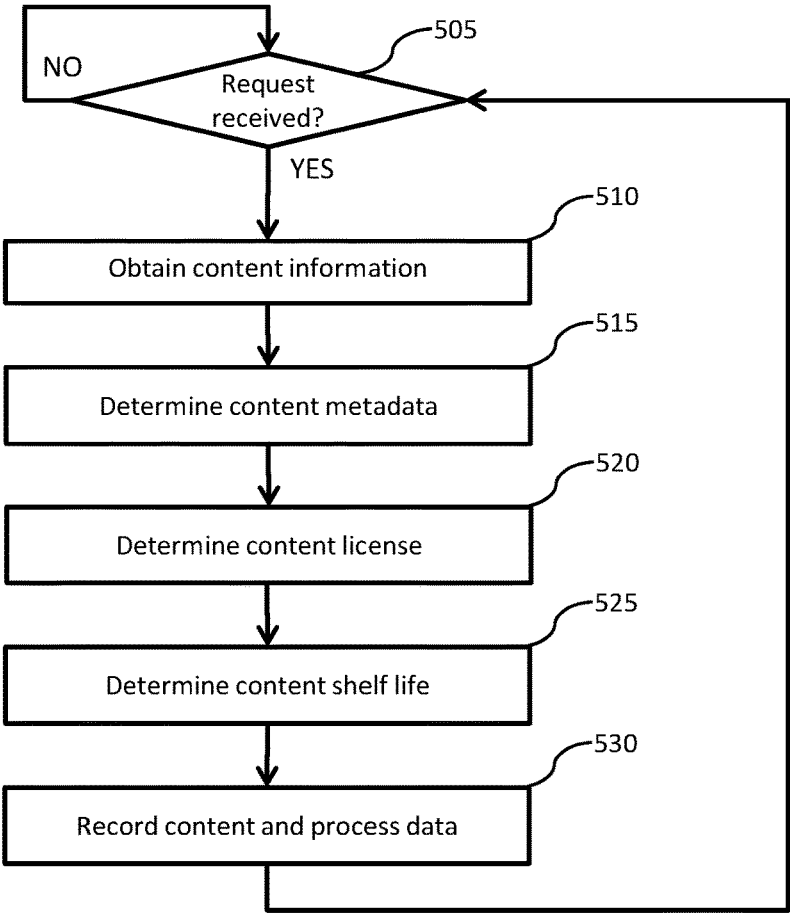 505
NO
Request
received?
YES
510
Obtain content information
515
Determine content metadata
520
Determine content license
525
Determine content shelf life
530
Record content and process data